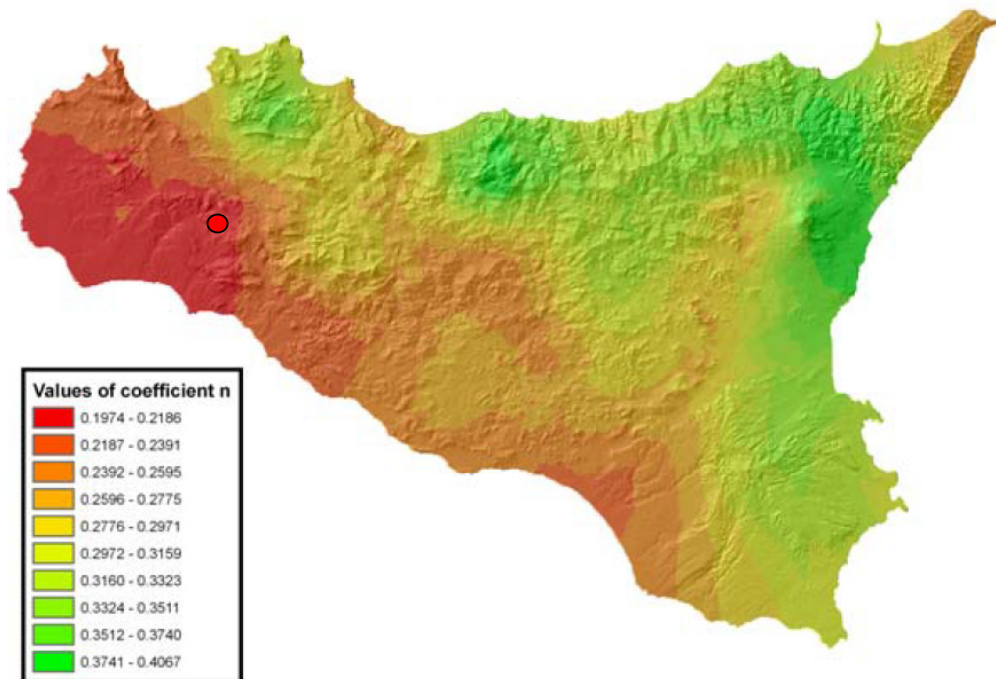 Values of coefficient n
0.1974 - 0.2186
0.2187 - 0.2391
0.2392 - 0.2595
0.2596 - 0.2775
0.2776 - 0.2971
0.2972 - 0.3159
0.3160 - 0.3323
0.3324 - 0.3511
0.3512 - 0.3740
0.3741 - 0.4067